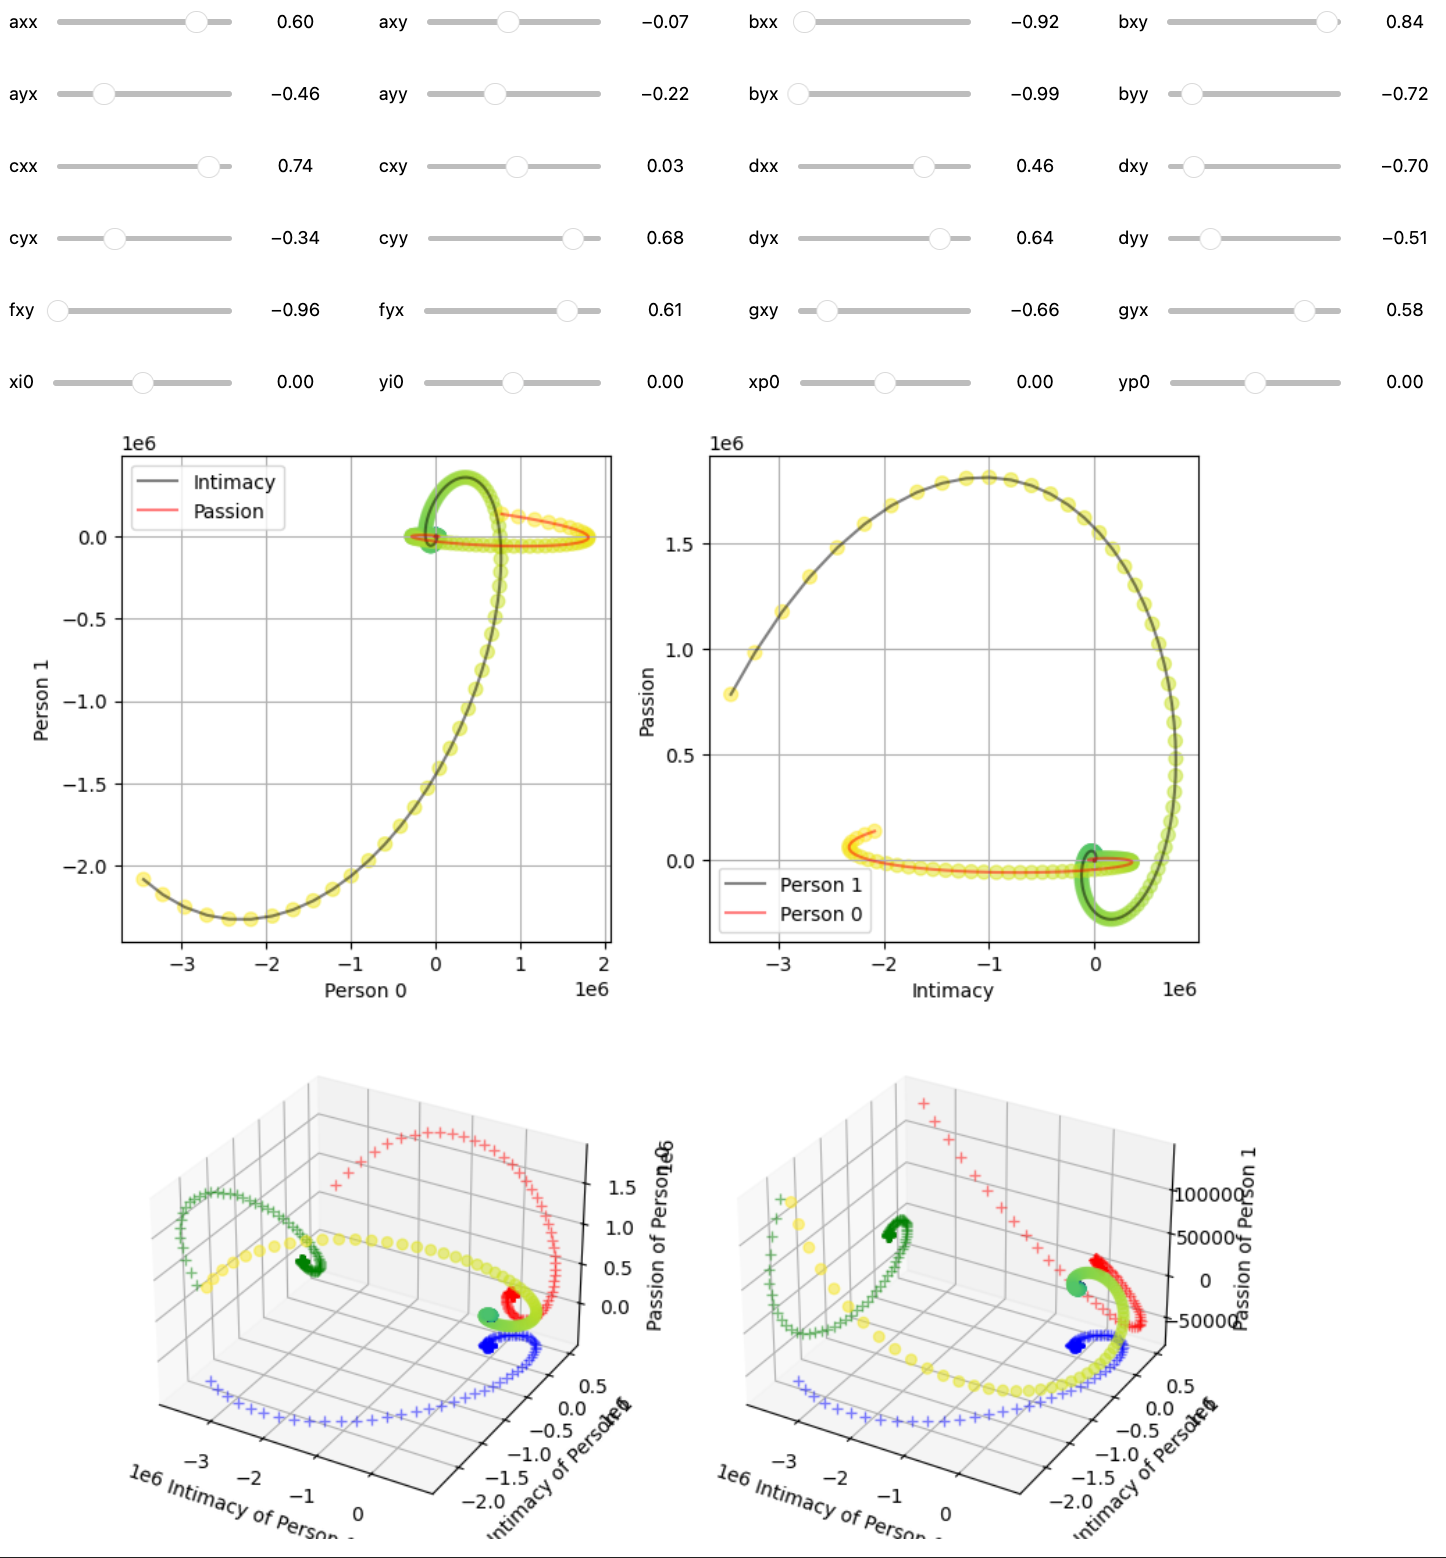 axx 0.60 axy −0.07 bxx −0.92 bxy 0.84
ayx −0.46 ayy −0.22 byx −0.99 byy −0.72
cxx 0.74 cxy 0.03 dxx 0.46 dxy −0.70
cyx −0.34 cyy 0.68 dyx 0.64 dyy −0.51
fxy −0.96 fyx 0.61 gxy −0.66 gyx 0.58
xi0 0.00 yi0 0.00 xp0 0.00 yp0 0.00
1e6
Intimacy
Passion
0.0
−0.5
−1.0
−1.5
−2.0
Person 1
−3 −2 −1 0 1 2
Person 0
1e6
1e6
1.5
1.0
0.5
0.0
Passion
Person 1
Person 0
−3 −2 −1 0
Intimacy
1e6
1.5
1.0
0.5
0.0
Passion of Person
0.5
0.0
−0.5
−1.0
−1.5
−2.0
Intimacy of Person
−3
−2
−1
0
1e6 Intimacy of Person
Passion of Person 1
100000
50000
0
−50000
0.5
0.0
−0.5
−1.0
−1.5
−2.0
Intimacy of Person
−3
−2
−1
0
1e6 Intimacy of Person